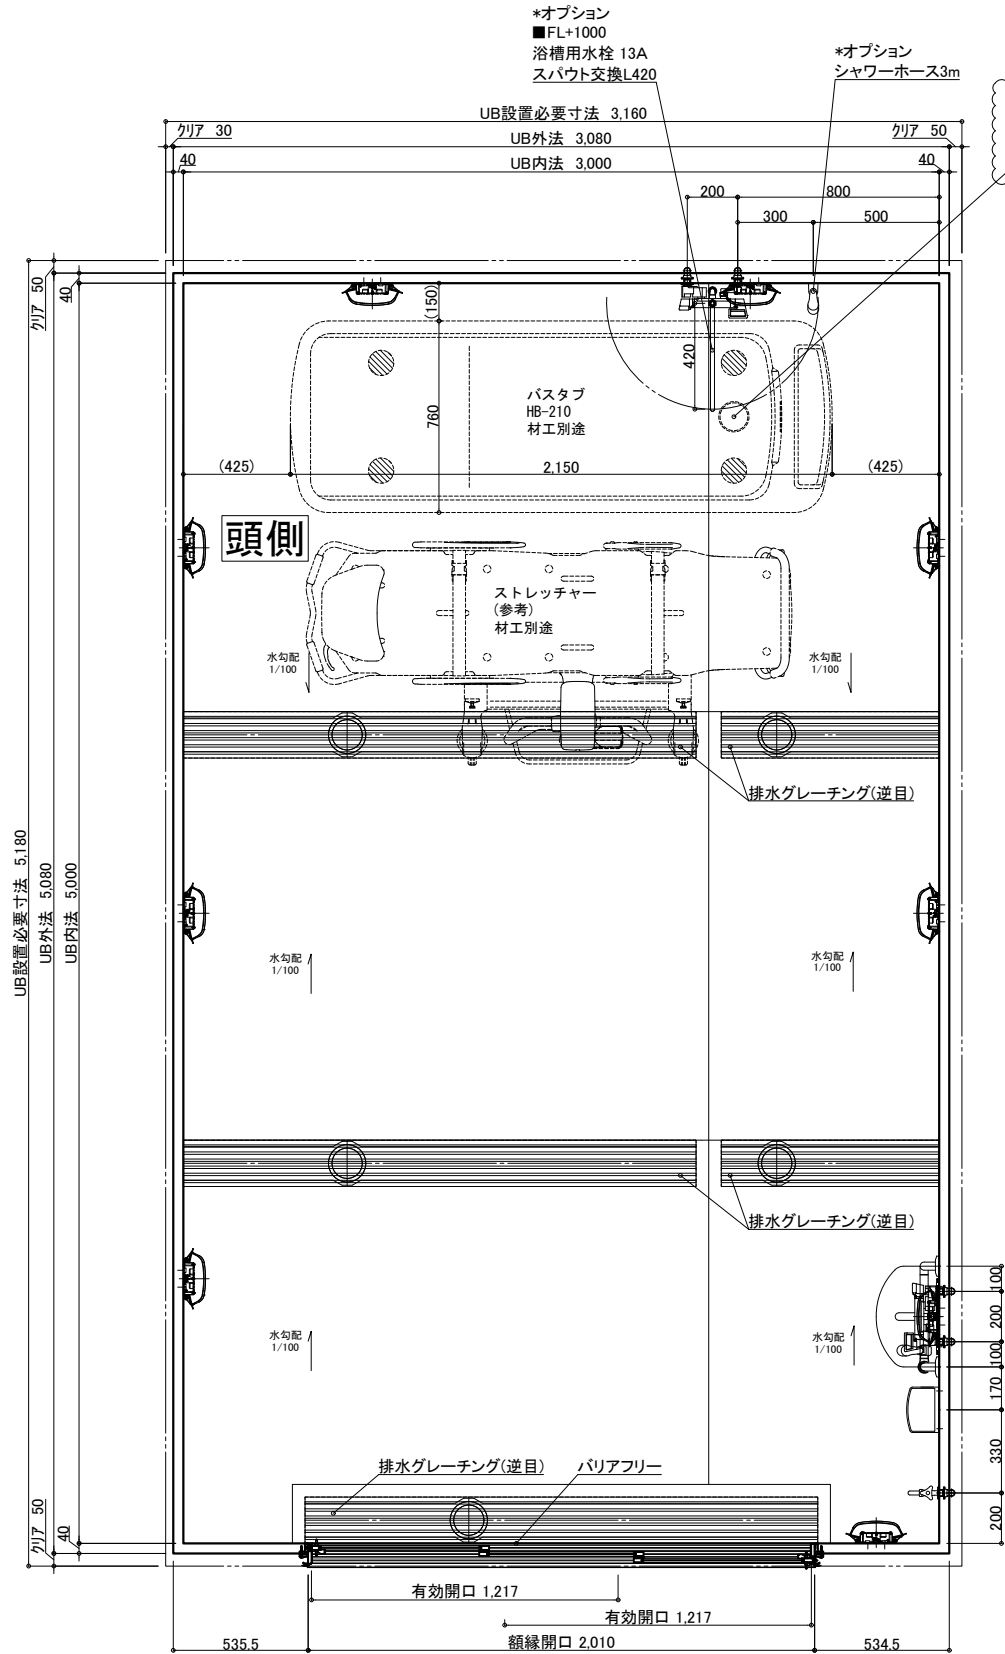 *オプション
■FL+1000
浴槽用水栓 13A
スパウト交換L420
*オプション
シャワーホース3m
UB設置必要寸法 3,160
クリア 30
UB外法 3,080
クリア 50
40
UB内法 3,000
40
200
800
300
500
クリア 50
40
(150)
420
760
バスタブ
HB-210
材工別途
(425)
2,150
(425)
頭側
ストレッチャー
(参考)
材工別途
水勾配
1/100
水勾配
1/100
排水グレーチング(逆目)
UB設置必要寸法 5,180
UB外法 5,080
UB内法 5,000
水勾配
1/100
水勾配
1/100
排水グレーチング(逆目)
100
200
100
170
330
200
水勾配
1/100
水勾配
1/100
排水グレーチング(逆目)
バリアフリー
クリア 50
40
有効開口 1,217
有効開口 1,217
535.5
額縁開口 2,010
534.5